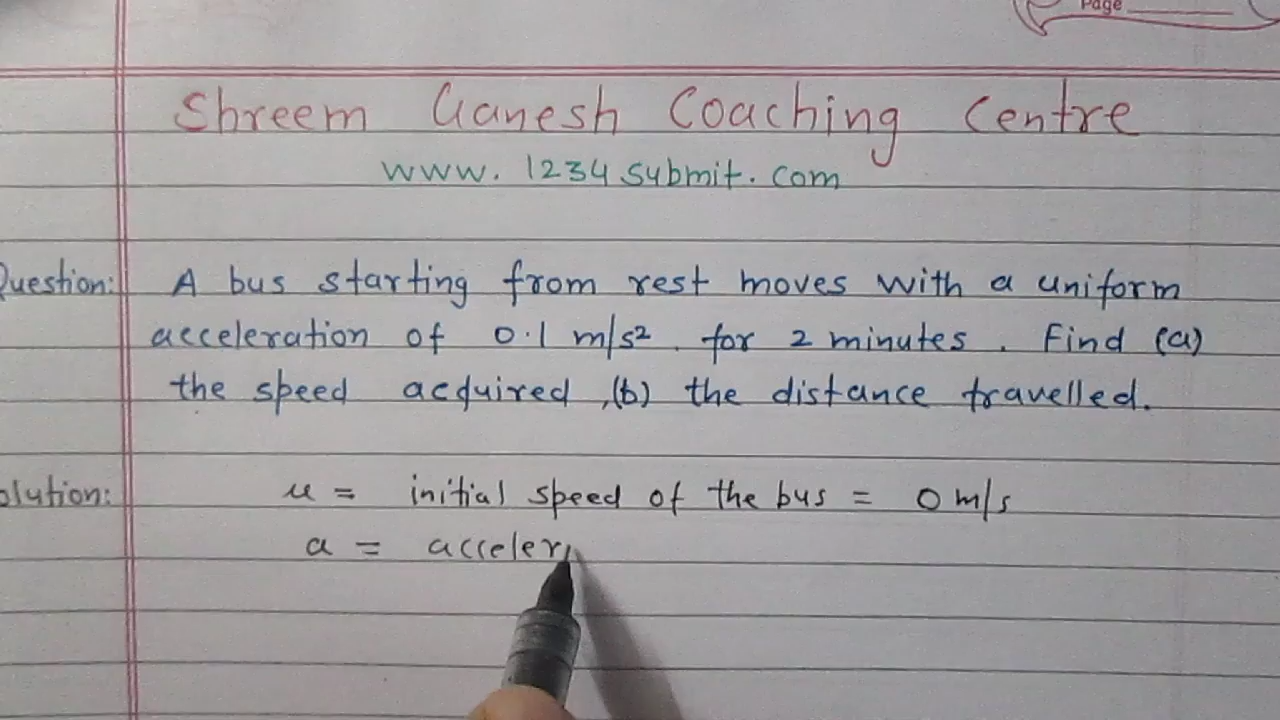 Page
Shreem Ganesh Coaching Centre
www.1234submit.com
Question: A bus starting from rest moves with a uniform
acceleration of 0.1 m/s² for 2 minutes. Find (a)
the speed acquired, (b) the distance travelled.
olution: u = initial speed of the bus = 0 m/s
a = acceler